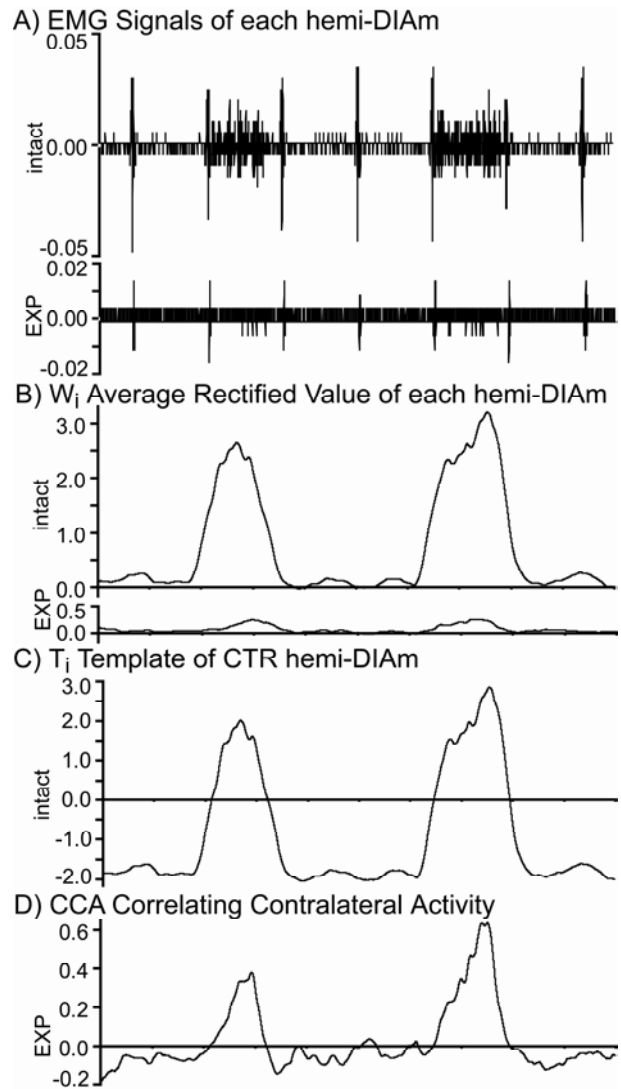 A) EMG Signals of each hemi-DIAm
0.05
intact
0.00
-0.05
0.02
EXP
0.00
-0.02
B) Wi Average Rectified Value of each hemi-DIAm
3.0
intact
2.0
1.0
0.0
0.5
EXP
0.0
C) Ti Template of CTR hemi-DIAm
3.0
2.0
intact
0.0
-1.0
-2.0
D) CCA Correlating Contralateral Activity
0.6
0.4
EXP
0.2
0.0
-0.2